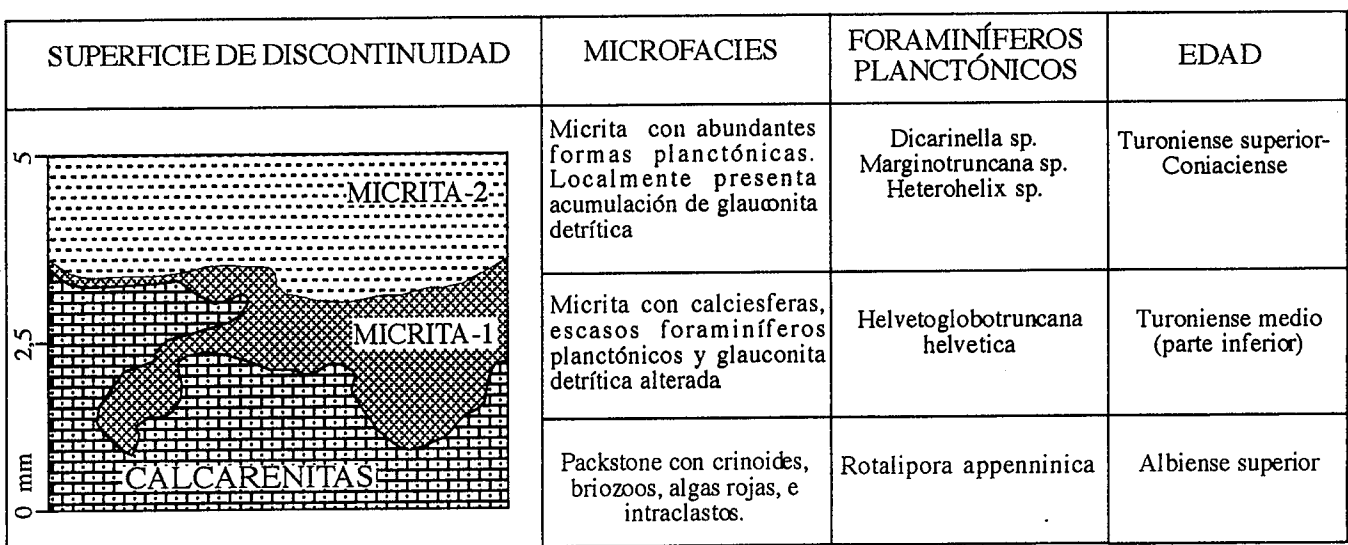 SUPERFICIE DE DISCONTINUIDAD
MICROFACIES
FORAMINÍFEROS
PLANCTÓNICOS
EDAD
5
2,5
mm
0
MICRITA-2
MICRITA-1
CALCARENITAS
Micrita con abundantes
formas planctónicas.
Localmente presenta
acumulación de glauconita
detrítica
Dicarinella sp.
Marginotruncana sp.
Heterohelix sp.
Turoniense superior-
Coniaciense
Micrita con calciesferas,
escasos foraminíferos
planctónicos y glauconita
detrítica alterada
Helvetoglobotruncana
helvetica
Turoniense medio
(parte inferior)
Packstone con crinoides,
briozoos, algas rojas, e
intraclastos.
Rotalipora appenninica
Albiense superior